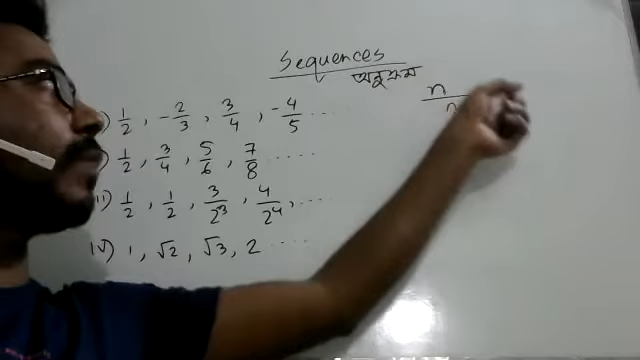 Sequences
অনুক্রম
) 1/2, -2/3, 3/4, -4/5 ....
) 1/2, 3/4, 5/6, 7/8 .....
ii) 1/2, 1/2, 3/2³, 4/2⁴, ....
iv) 1, √2, √3, 2 ....
n
n